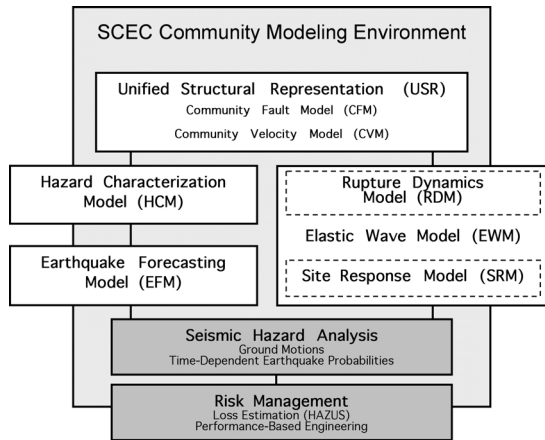 SCEC Community Modeling Environment
Unified Structural Representation (USR)
Community Fault Model (CFM)
Community Velocity Model (CVM)
Hazard Characterization
Model (HCM)
Earthquake Forecasting
Model (EFM)
Rupture Dynamics
Model (RDM)
Elastic Wave Model (EWM)
Site Response Model (SRM)
Seismic Hazard Analysis
Ground Motions
Time-Dependent Earthquake Probabilities
Risk Management
Loss Estimation (HAZUS)
Performance-Based Engineering